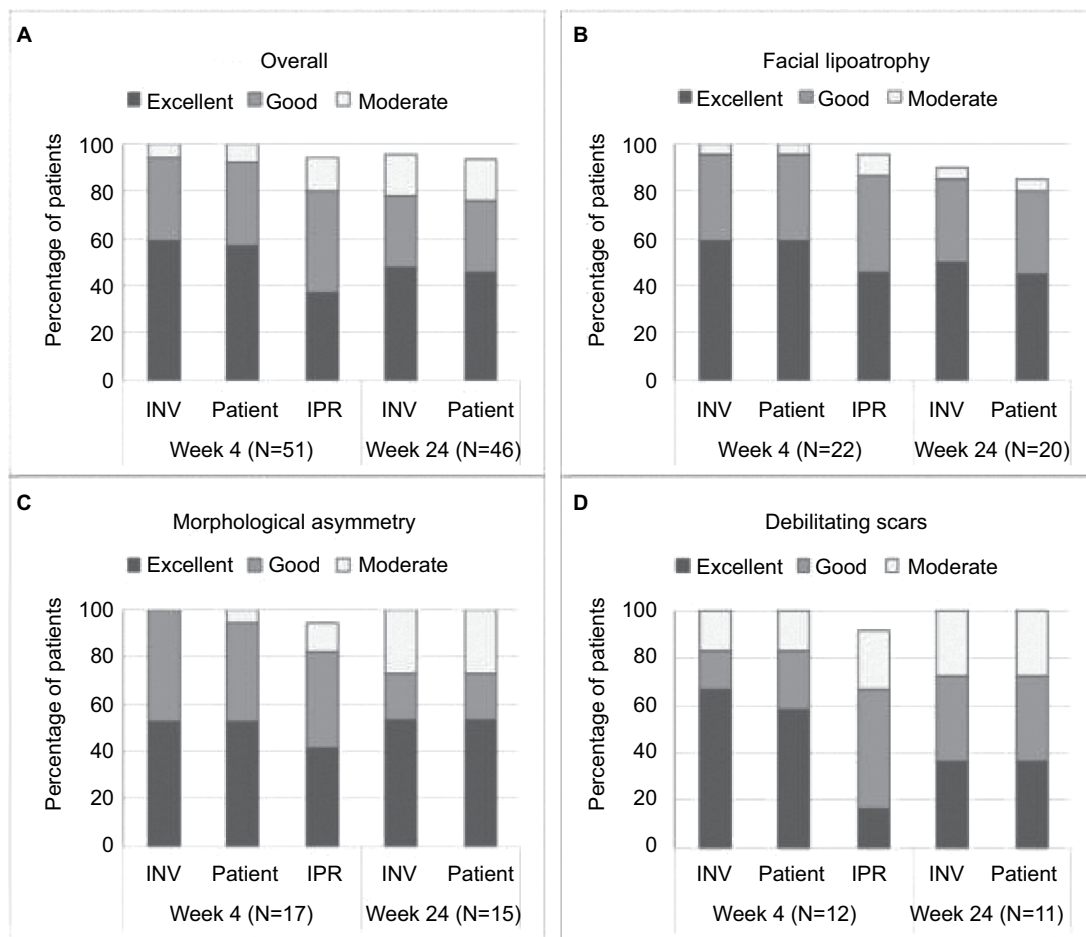 A
Overall
Excellent Good Moderate
Percentage of patients
100
80
60
40
20
0
INV Patient IPR INV Patient
Week 4 (N=51) Week 24 (N=46)
B
Facial lipoatrophy
Excellent Good Moderate
Percentage of patients
100
80
60
40
20
0
INV Patient IPR INV Patient
Week 4 (N=22) Week 24 (N=20)
C
Morphological asymmetry
Excellent Good Moderate
Percentage of patients
100
80
60
40
20
0
INV Patient IPR INV Patient
Week 4 (N=17) Week 24 (N=15)
D
Debilitating scars
Excellent Good Moderate
Percentage of patients
100
80
60
40
20
0
INV Patient IPR INV Patient
Week 4 (N=12) Week 24 (N=11)